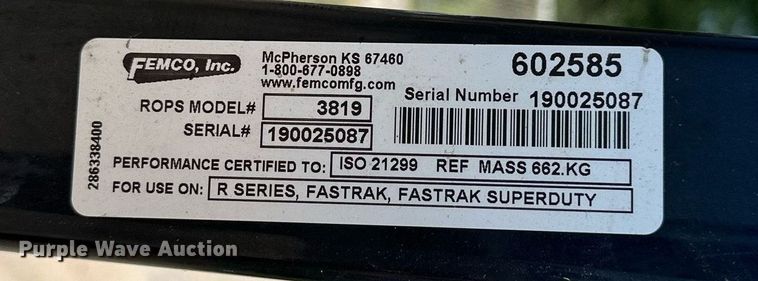 FEMCO, Inc.
McPherson KS 67460
1-800-677-0898
www.femcomfg.com
602585
Serial Number 190025087
ROPS MODEL# 3819
SERIAL# 190025087
PERFORMANCE CERTIFIED TO: ISO 21299 REF MASS 662.KG
FOR USE ON: R SERIES, FASTRAK, FASTRAK SUPERDUTY
286338400
Purple Wave Auction